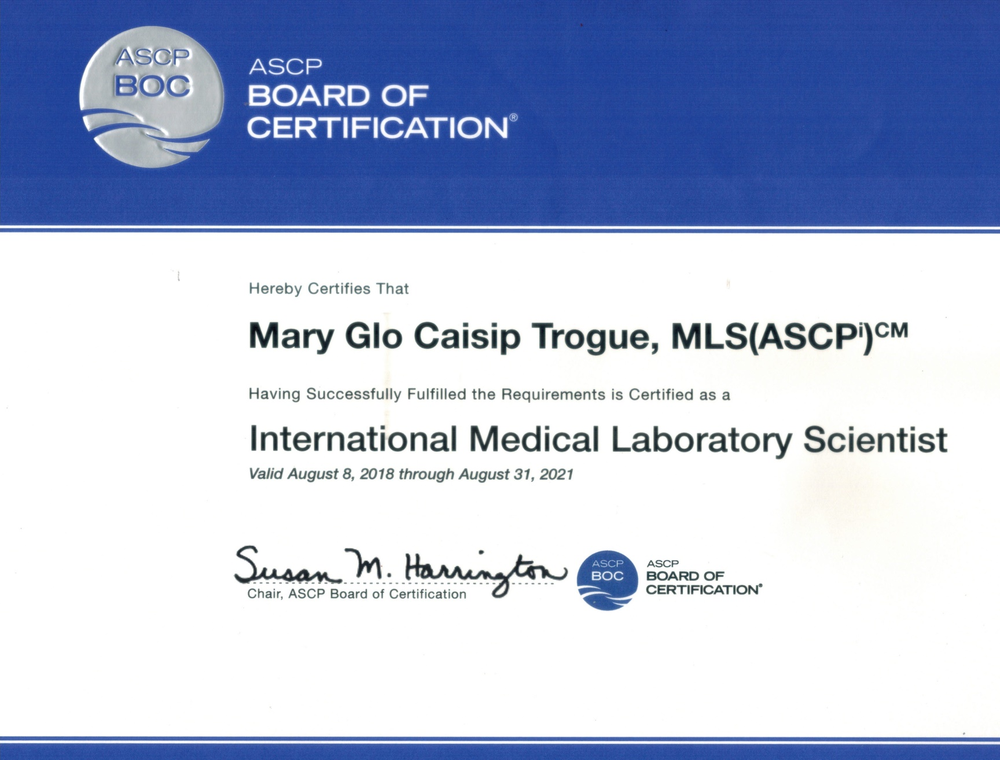 ASCP
BOC
ASCP
BOARD OF
CERTIFICATION®
Hereby Certifies That
Mary Glo Caisip Trogue, MLS(ASCPⁱ)ᶜᴹ
Having Successfully Fulfilled the Requirements is Certified as a
International Medical Laboratory Scientist
Valid August 8, 2018 through August 31, 2021
Susan M. Harrington
Chair, ASCP Board of Certification
ASCP
BOC
ASCP
BOARD OF
CERTIFICATION®